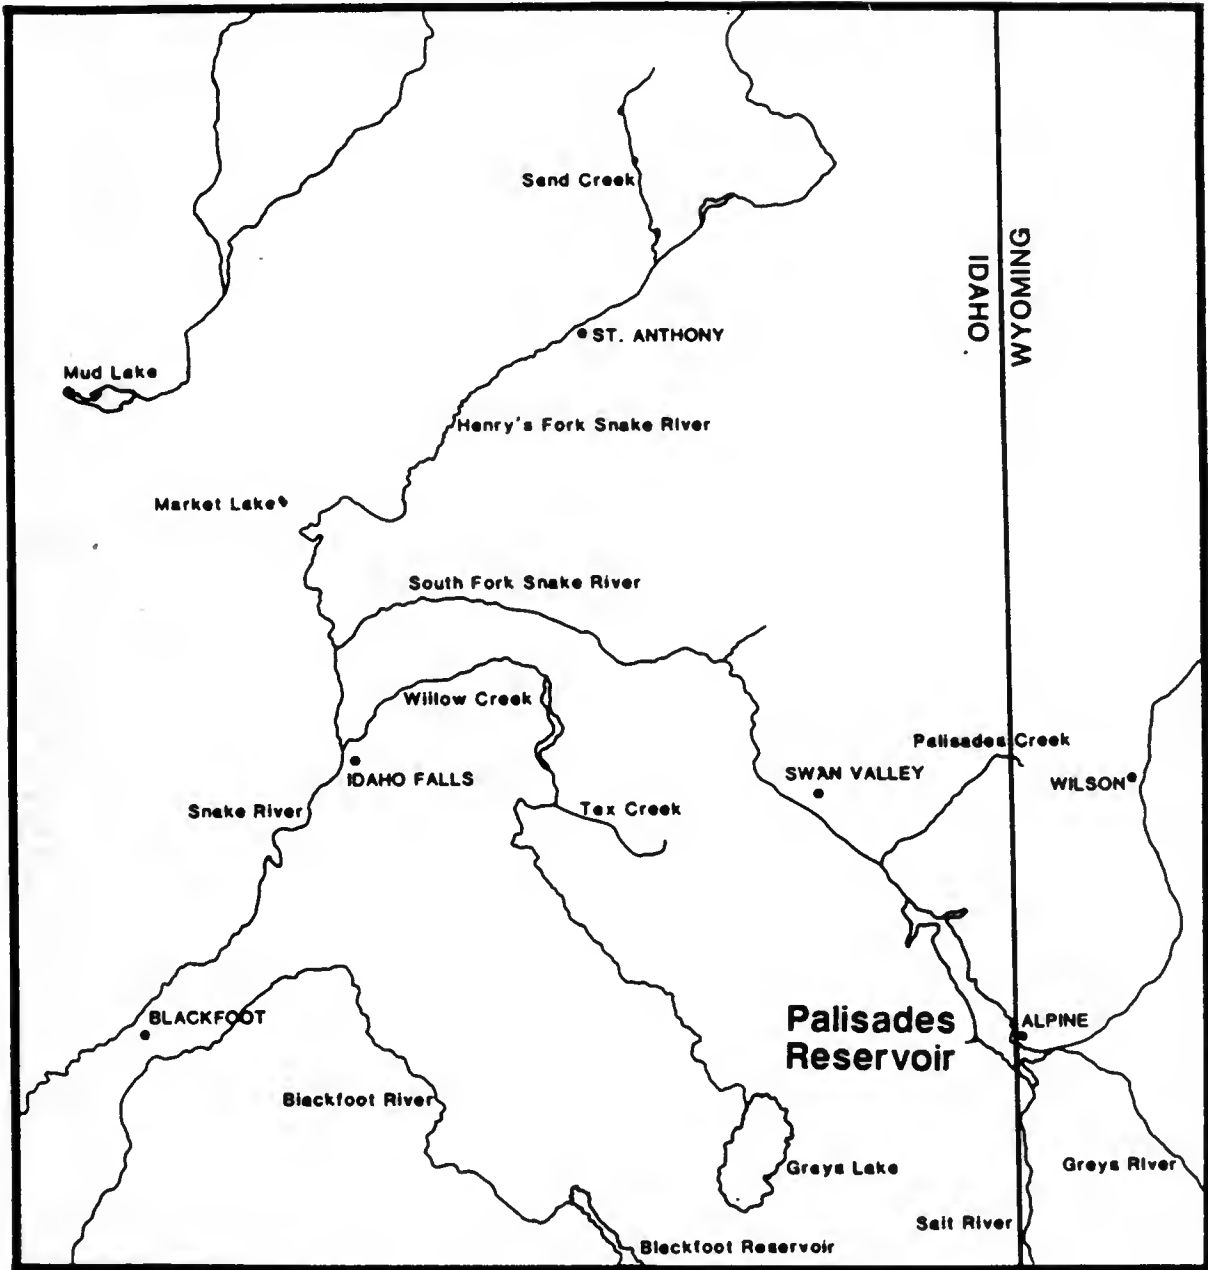 Sand Creek
IDAHO
WYOMING
ST. ANTHONY
Mud Lake
Henry's Fork Snake River
Market Lake
South Fork Snake River
Willow Creek
Palisades Creek
IDAHO FALLS
SWAN VALLEY
WILSON
Snake River
Tex Creek
BLACKFOOT
Palisades
Reservoir
ALPINE
Blackfoot River
Grays Lake
Greys River
Salt River
Blackfoot Reservoir